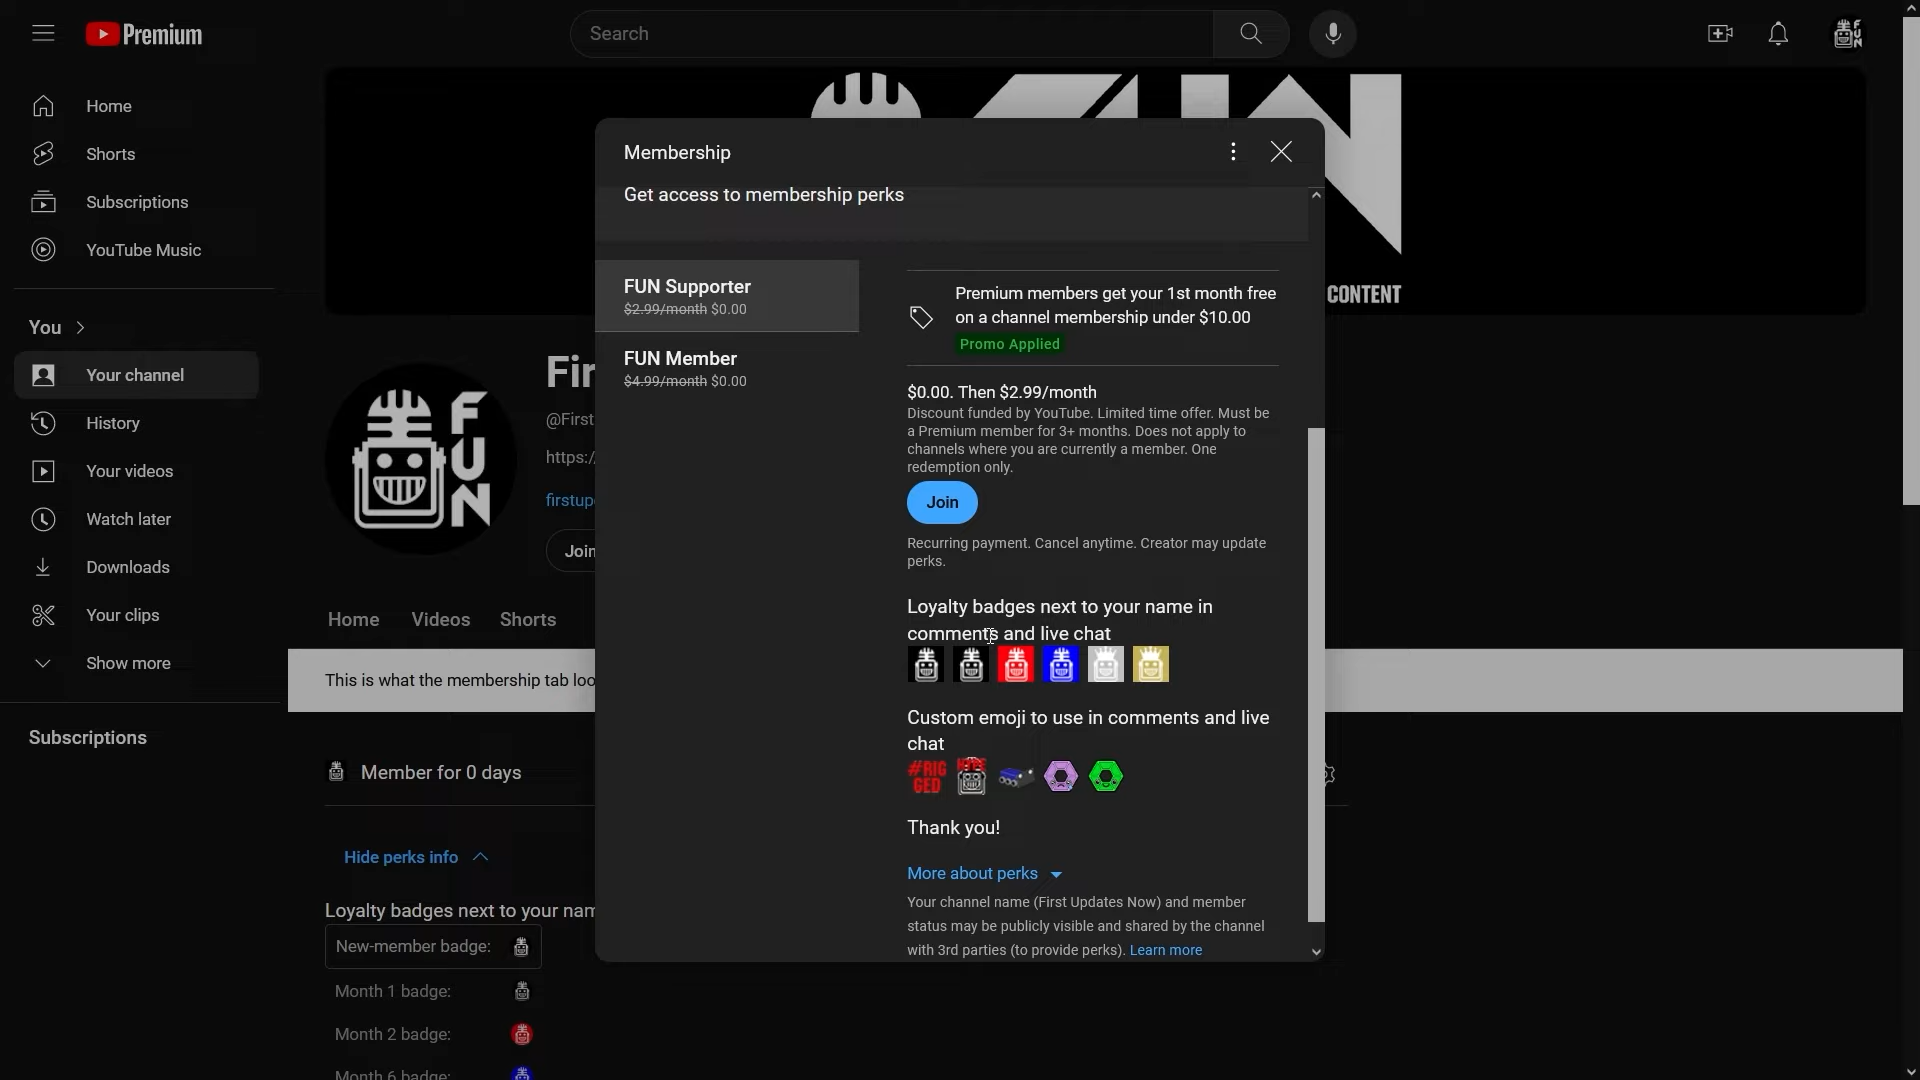 Premium
Search
FUN
Home
Shorts
Subscriptions
YouTube Music
You
Your channel
History
Your videos
Watch later
Downloads
Your clips
Show more
Subscriptions
CONTENT
FUN
Fir
@First
https:/
firstup
Join
Home Videos Shorts
This is what the membership tab loo
Member for 0 days
Hide perks info
Loyalty badges next to your nam
New-member badge:
Month 1 badge:
Month 2 badge:
Month 6 badge:
Membership
Get access to membership perks
FUN Supporter
$2.99/month $0.00
FUN Member
$4.99/month $0.00
Premium members get your 1st month free
on a channel membership under $10.00
Promo Applied
$0.00. Then $2.99/month
Discount funded by YouTube. Limited time offer. Must be
a Premium member for 3+ months. Does not apply to
channels where you are currently a member. One
redemption only.
Join
Recurring payment. Cancel anytime. Creator may update
perks.
Loyalty badges next to your name in
comments and live chat
Custom emoji to use in comments and live
chat
#RIG
GED
HYPE
Thank you!
More about perks
Your channel name (First Updates Now) and member
status may be publicly visible and shared by the channel
with 3rd parties (to provide perks). Learn more